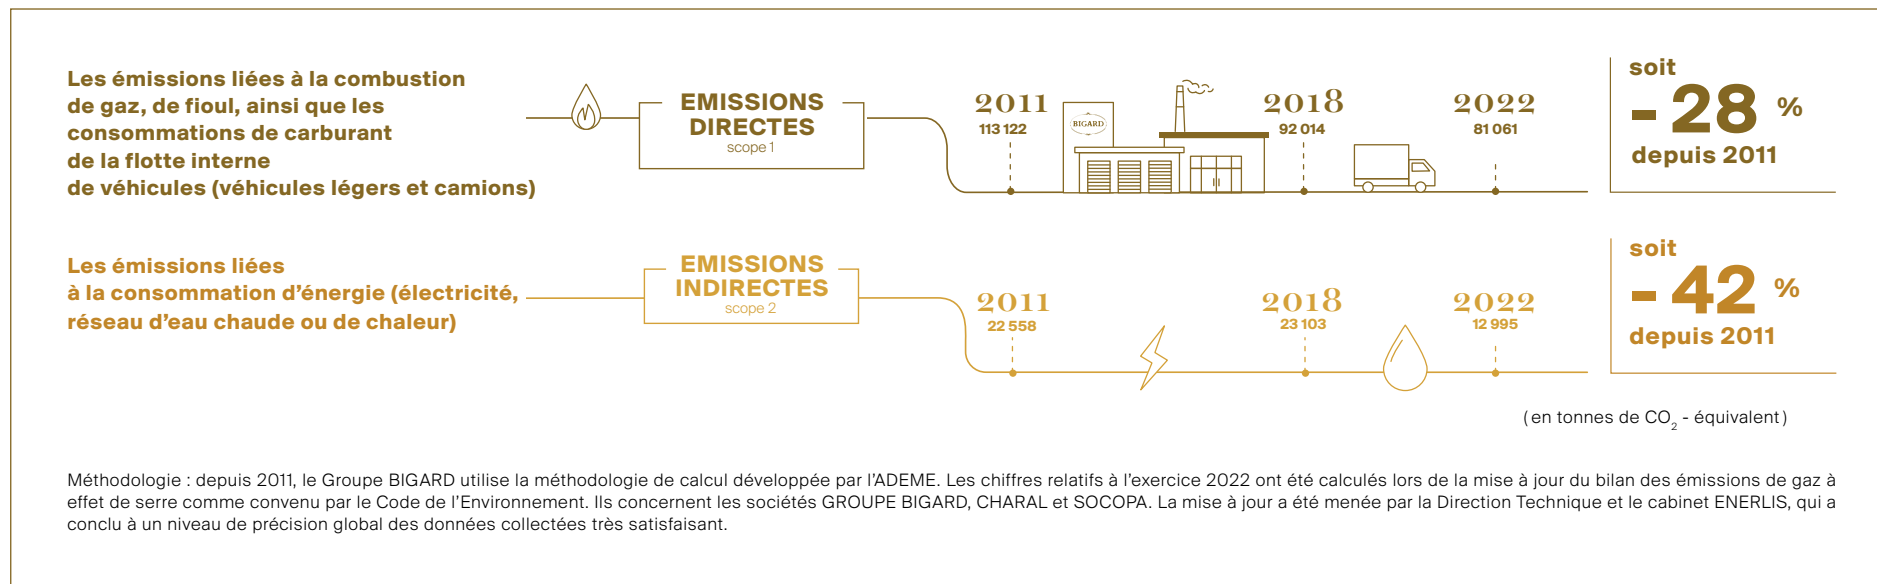 Les émissions liées à la combustion
de gaz, de fioul, ainsi que les
consommations de carburant
de la flotte interne
de véhicules (véhicules légers et camions)
EMISSIONS
DIRECTES
scope 1
2011
113 122
BIGARD
2018
92 014
2022
81 061
soit
- 28 %
depuis 2011
Les émissions liées
à la consommation d’énergie (électricité,
réseau d’eau chaude ou de chaleur)
EMISSIONS
INDIRECTES
scope 2
2011
22 558
2018
23 103
2022
12 995
soit
- 42 %
depuis 2011
(en tonnes de CO₂ - équivalent)
Méthodologie : depuis 2011, le Groupe BIGARD utilise la méthodologie de calcul développée par l’ADEME. Les chiffres relatifs à l’exercice 2022 ont été calculés lors de la mise à jour du bilan des émissions de gaz à
effet de serre comme convenu par le Code de l’Environnement. Ils concernent les sociétés GROUPE BIGARD, CHARAL et SOCOPA. La mise à jour a été menée par la Direction Technique et le cabinet ENERLIS, qui a
conclu à un niveau de précision global des données collectées très satisfaisant.